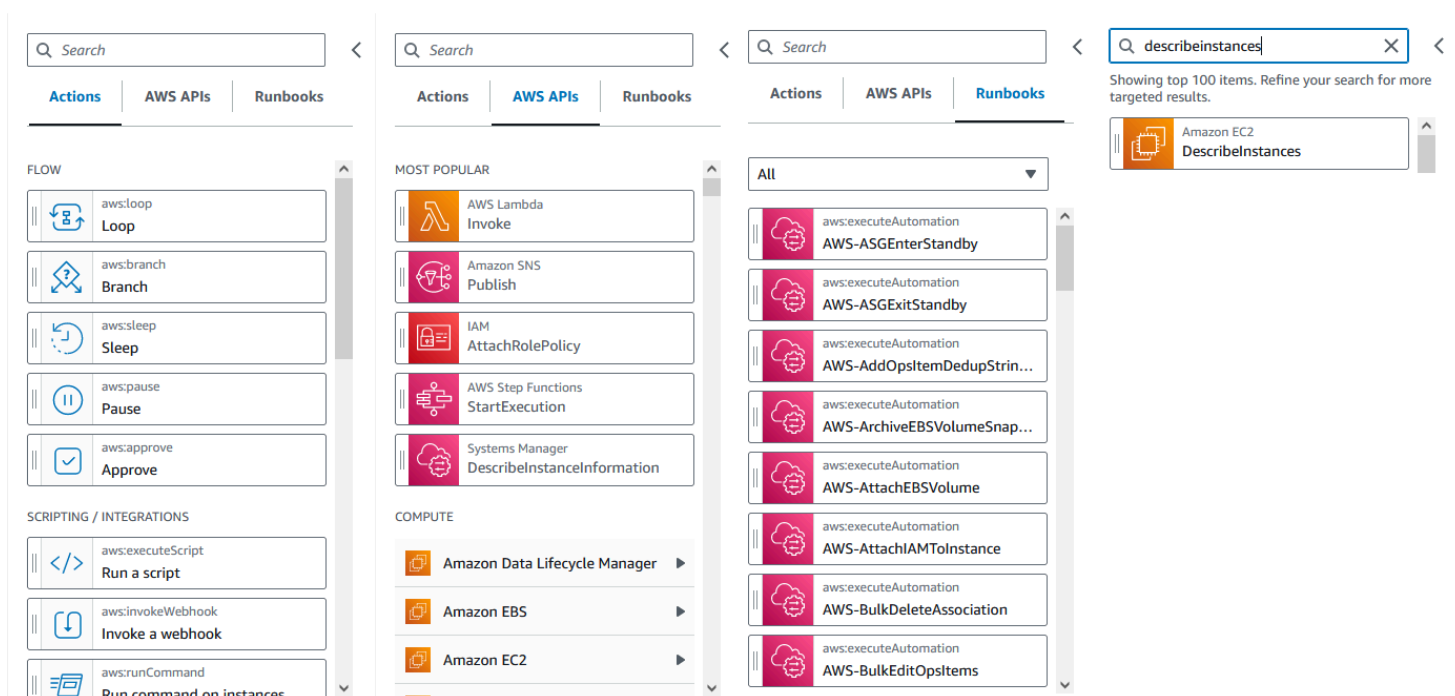 Search
Actions
AWS APIs
Runbooks
FLOW
aws:loop
Loop
aws:branch
Branch
aws:sleep
Sleep
aws:pause
Pause
aws:approve
Approve
SCRIPTING / INTEGRATIONS
aws:executeScript
Run a script
aws:invokeWebhook
Invoke a webhook
aws:runCommand
Run command on instances
Search
Actions
AWS APIs
Runbooks
MOST POPULAR
AWS Lambda
Invoke
Amazon SNS
Publish
IAM
AttachRolePolicy
AWS Step Functions
StartExecution
Systems Manager
DescribeInstanceInformation
COMPUTE
Amazon Data Lifecycle Manager
Amazon EBS
Amazon EC2
Search
Actions
AWS APIs
Runbooks
All
aws:executeAutomation
AWS-ASGEnterStandby
aws:executeAutomation
AWS-ASGExitStandby
aws:executeAutomation
AWS-AddOpsItemDedupStrin...
aws:executeAutomation
AWS-ArchiveEBSVolumeSnap...
aws:executeAutomation
AWS-AttachEBSVolume
aws:executeAutomation
AWS-AttachIAMToInstance
aws:executeAutomation
AWS-BulkDeleteAssociation
aws:executeAutomation
AWS-BulkEditOpsItems
describeinstances
Showing top 100 items. Refine your search for more
targeted results.
Amazon EC2
DescribeInstances